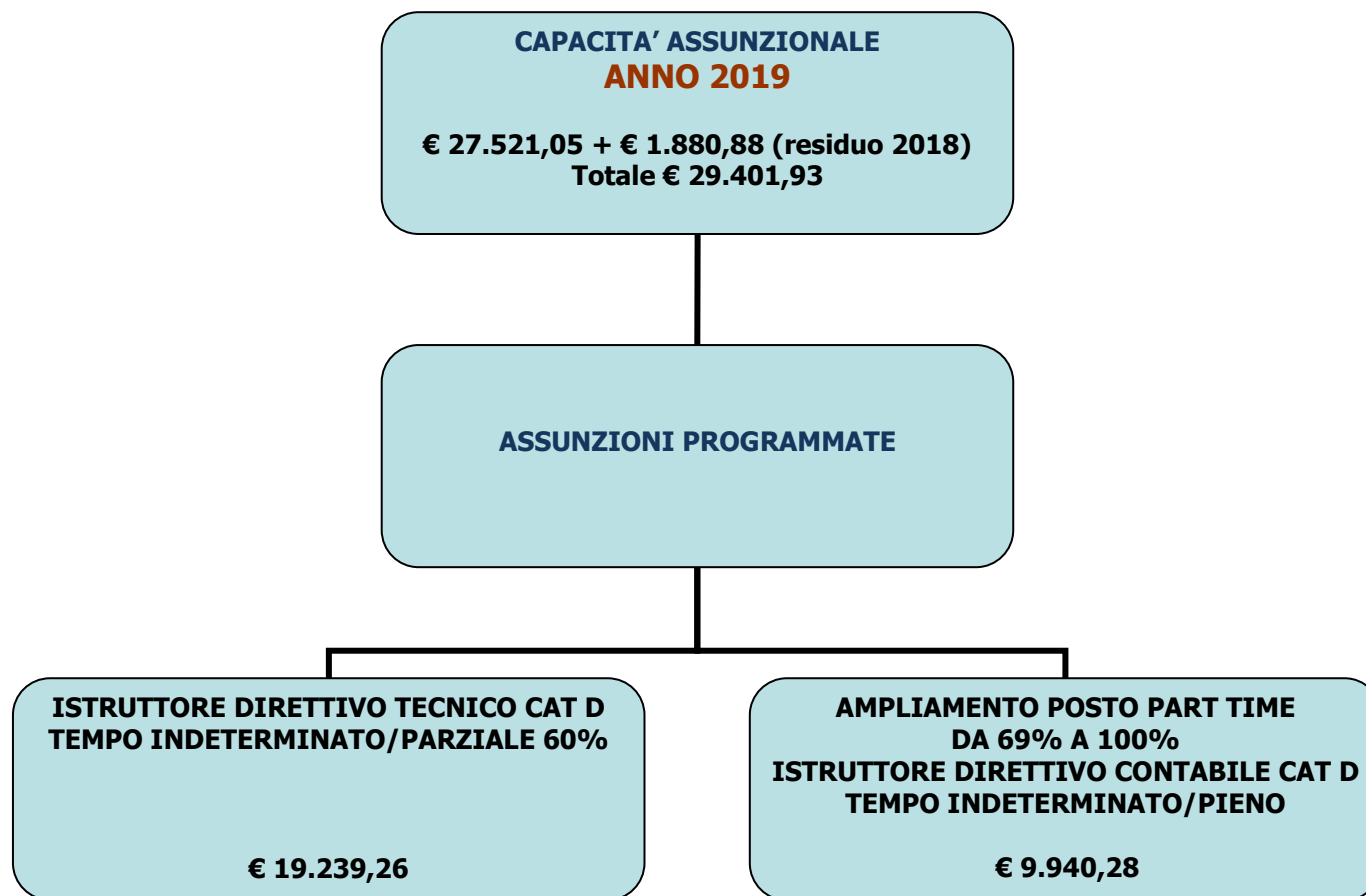 CAPACITA’ ASSUNZIONALE
ANNO 2019
€ 27.521,05 + € 1.880,88 (residuo 2018)
Totale € 29.401,93
ASSUNZIONI PROGRAMMATE
ISTRUTTORE DIRETTIVO TECNICO CAT D
TEMPO INDETERMINATO/PARZIALE 60%
€ 19.239,26
AMPLIAMENTO POSTO PART TIME
DA 69% A 100%
ISTRUTTORE DIRETTIVO CONTABILE CAT D
TEMPO INDETERMINATO/PIENO
€ 9.940,28